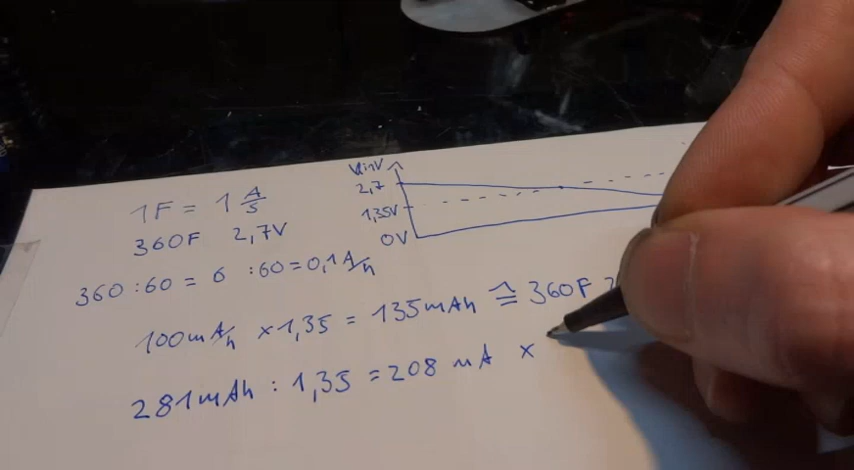 1F = 1 A/s
360F 2,7V
360 : 60 = 6 : 60 = 0,1 A/h
100mA/h x 1,35 = 135mAh ≙ 360F
281mAh : 1,35 = 208 mA x
UinV
2,7
1,35V
0V